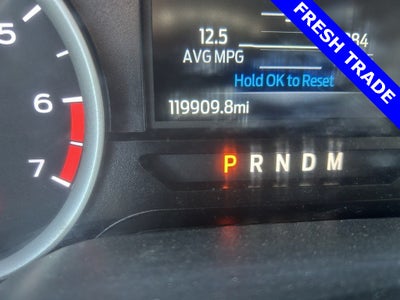 FRESH TRADE
5
12.5
AVG MPG
Hold OK to Reset
119909.8mi
6
7
P R N D M